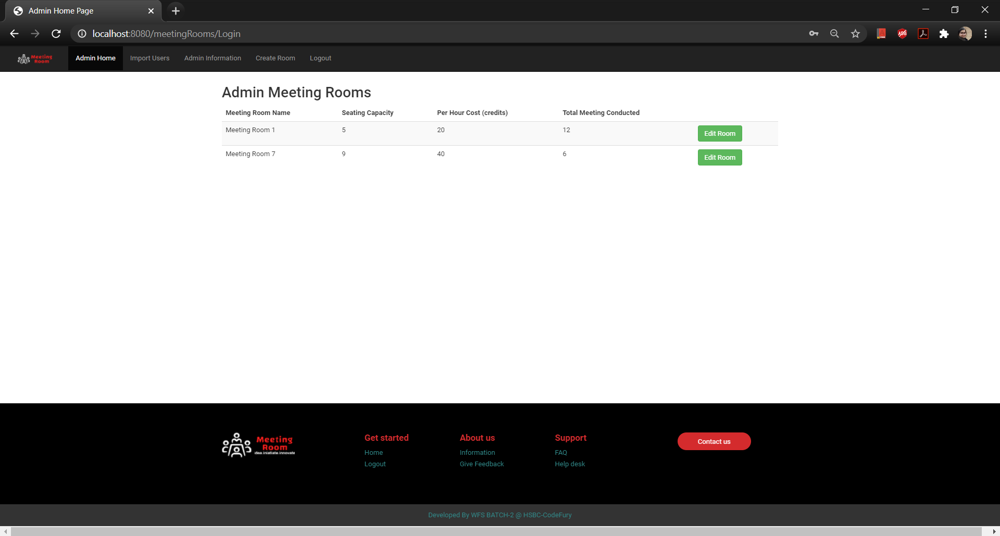 Admin Home Page
localhost:8080/meetingRooms/Login
Meeting Room
Admin Home Import Users Admin Information Create Room Logout
Admin Meeting Rooms
Meeting Room Name Seating Capacity Per Hour Cost (credits) Total Meeting Conducted
Meeting Room 1 5 20 12 Edit Room
Meeting Room 7 9 40 6 Edit Room
Meeting
Room
idea.iniatiate.innovate
Get started About us Support Contact us
Home Information FAQ
Logout Give Feedback Help desk
Developed By WFS BATCH-2 @ HSBC-CodeFury